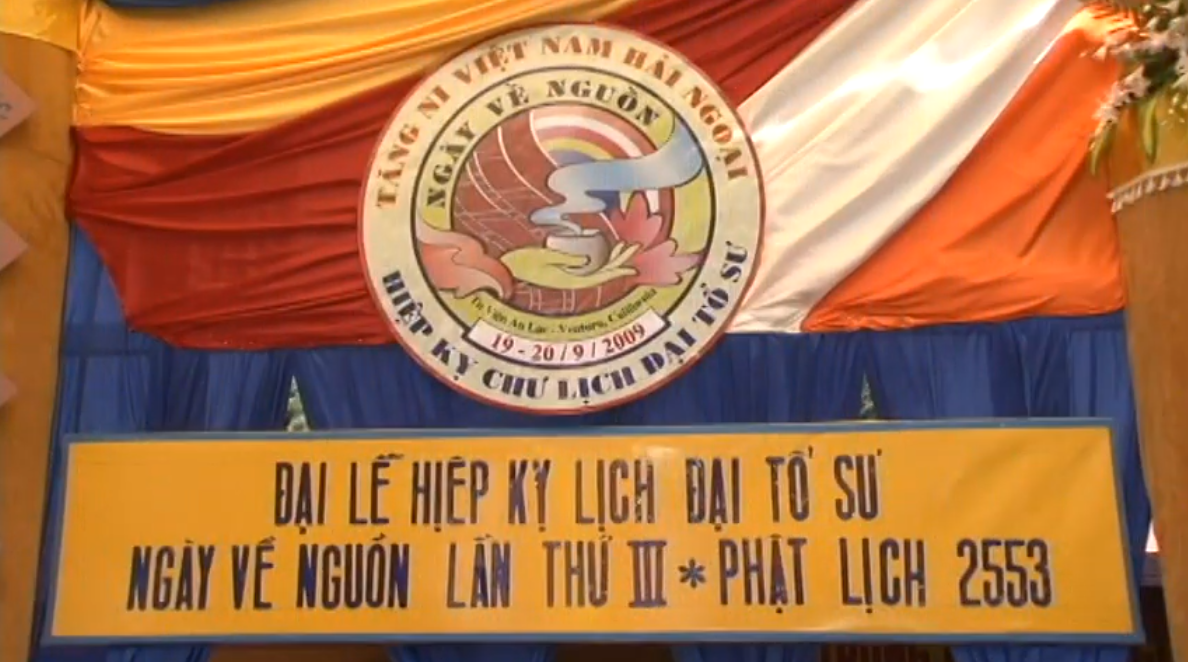 TĂNG NI VIỆT NAM HẢI NGOẠI
NGÀY VỀ NGUỒN
Tu Viện An Lạc - Ventura, California
19 - 20 / 9 / 2009
HIỆP KỴ CHƯ LỊCH ĐẠI TỔ SƯ
ĐẠI LỄ HIỆP KỴ LỊCH ĐẠI TỔ SƯ
NGÀY VỀ NGUỒN LẦN THỨ III * PHẬT LỊCH 2553